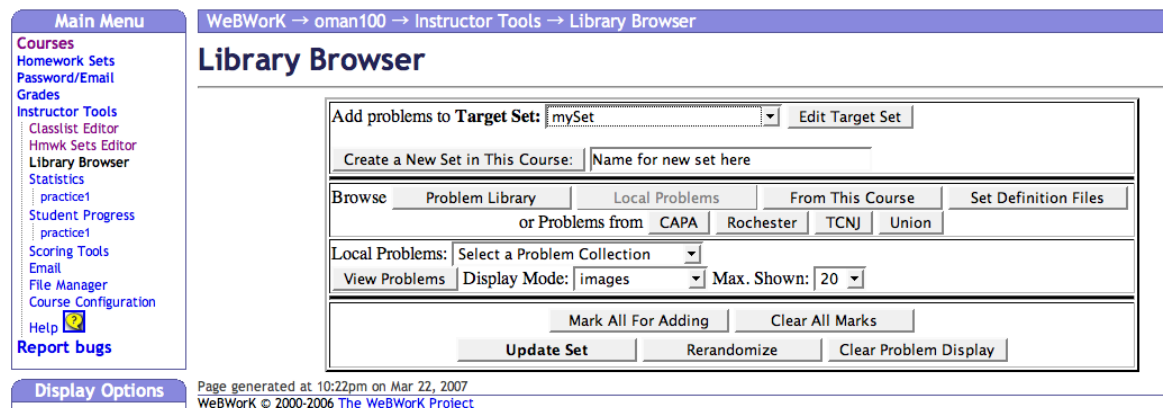 Main Menu
Courses
Homework Sets
Password/Email
Grades
Instructor Tools
Classlist Editor
Hmwk Sets Editor
Library Browser
Statistics
practice1
Student Progress
practice1
Scoring Tools
Email
File Manager
Course Configuration
Help ?
Report bugs
Display Options
WeBWorK → oman100 → Instructor Tools → Library Browser
Library Browser
Add problems to Target Set: mySet Edit Target Set
Create a New Set in This Course: Name for new set here
Browse Problem Library Local Problems From This Course Set Definition Files
or Problems from CAPA Rochester TCNJ Union
Local Problems: Select a Problem Collection
View Problems Display Mode: images Max. Shown: 20
Mark All For Adding Clear All Marks
Update Set Rerandomize Clear Problem Display
Page generated at 10:22pm on Mar 22, 2007
WeBWorK © 2000-2006 The WeBWorK Project